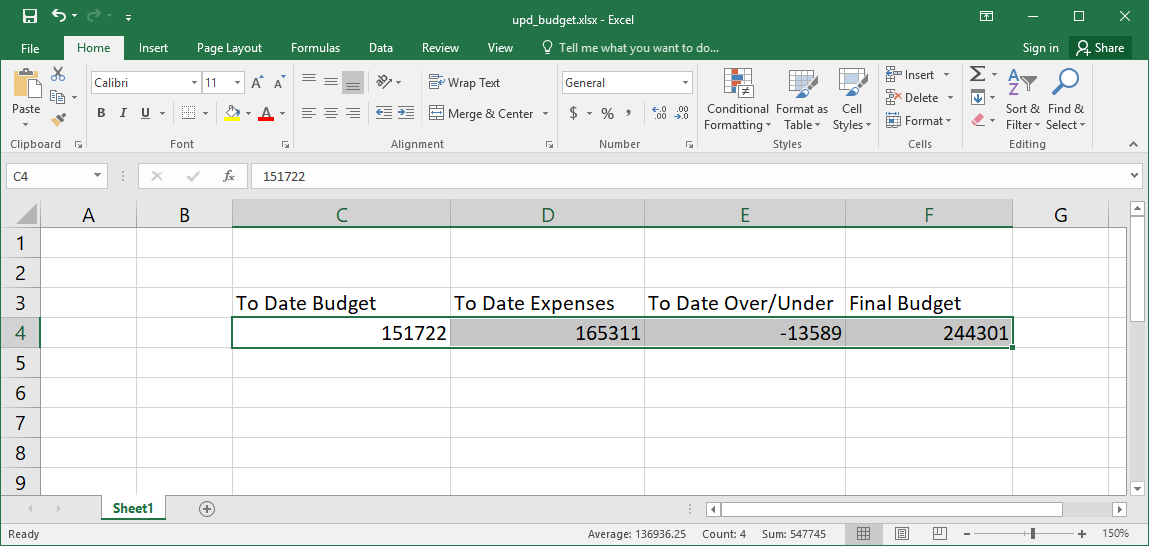 upd_budget.xlsx - Excel
File Home Insert Page Layout Formulas Data Review View Tell me what you want to do... Sign in Share
Paste
Clipboard
Calibri 11
B I U A
Font
Wrap Text
Merge & Center
Alignment
General
$ % ,
Number
Conditional Formatting
Format as Table
Cell Styles
Styles
Insert
Delete
Format
Cells
Sort & Filter
Find & Select
Editing
C4 fx 151722
A B C D E F G
1
2
3 To Date Budget To Date Expenses To Date Over/Under Final Budget
4 151722 165311 -13589 244301
5
6
7
8
9
Sheet1
Ready Average: 136936.25 Count: 4 Sum: 547745 150%